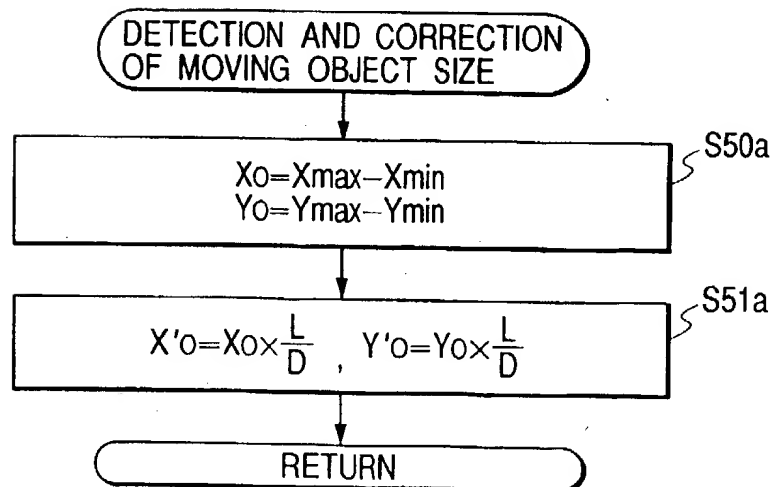 DETECTION AND CORRECTION
OF MOVING OBJECT SIZE
S50a
Xo=Xmax−Xmin
Yo=Ymax−Ymin
S51a
X'o=Xo×L/D , Y'o=Yo×L/D
RETURN